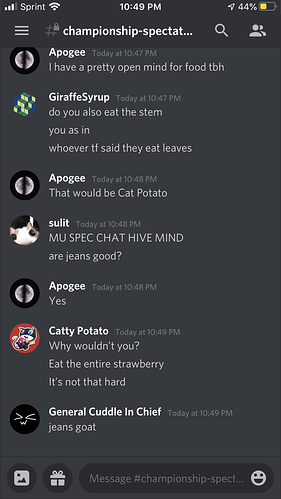 Sprint 10:49 PM 44%
championship-spectat...
Apogee Today at 10:47 PM
I have a pretty open mind for food tbh
GiraffeSyrup Today at 10:47 PM
do you also eat the stem
you as in
whoever tf said they eat leaves
Apogee Today at 10:48 PM
That would be Cat Potato
sulit Today at 10:48 PM
MU SPEC CHAT HIVE MIND
are jeans good?
Apogee Today at 10:48 PM
Yes
Catty Potato Today at 10:49 PM
Why wouldn't you?
Eat the entire strawberry
It's not that hard
General Cuddle In Chief Today at 10:49 PM
jeans goat
Message #championship-spect...